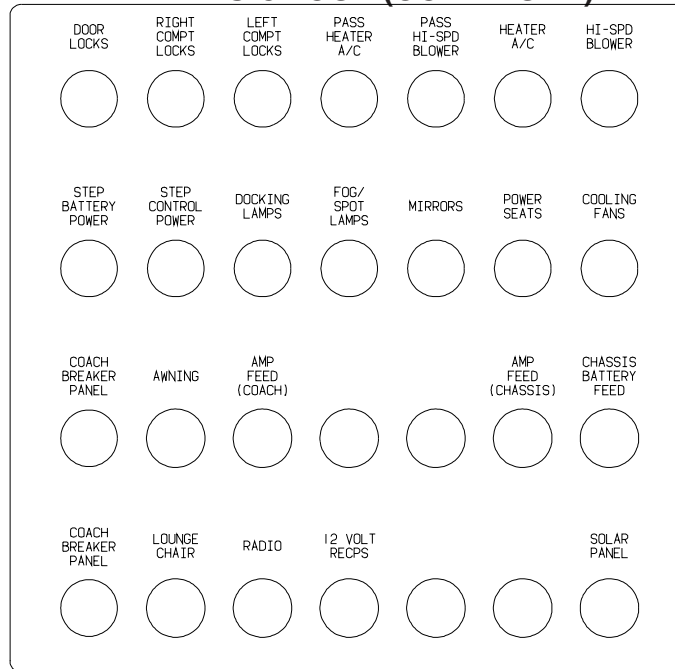 DOOR
LOCKS
RIGHT
COMPT
LOCKS
LEFT
COMPT
LOCKS
PASS
HEATER
A/C
PASS
HI-SPD
BLOWER
HEATER
A/C
HI-SPD
BLOWER
STEP
BATTERY
POWER
STEP
CONTROL
POWER
DOCKING
LAMPS
FOG/
SPOT
LAMPS
MIRRORS
POWER
SEATS
COOLING
FANS
COACH
BREAKER
PANEL
AWNING
AMP
FEED
(COACH)
AMP
FEED
(CHASSIS)
CHASSIS
BATTERY
FEED
COACH
BREAKER
PANEL
LOUNGE
CHAIR
RADIO
12 VOLT
RECPS
SOLAR
PANEL